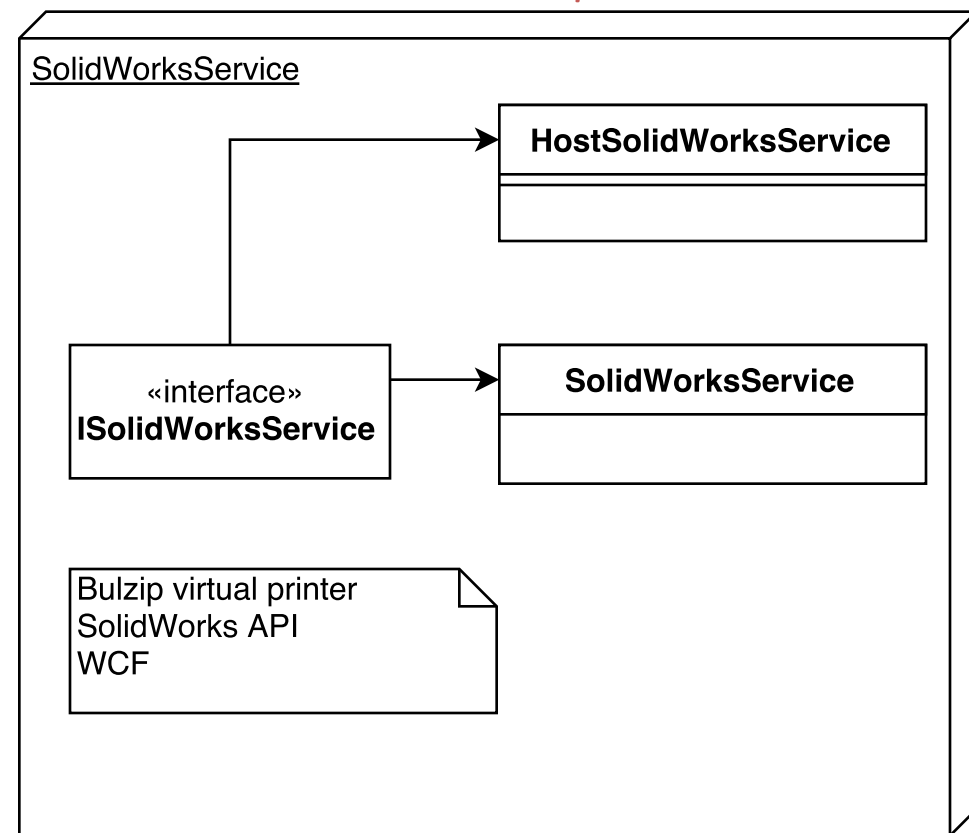 SolidWorksService
HostSolidWorksService
«interface»
ISolidWorksService
SolidWorksService
Bulzip virtual printer
SolidWorks API
WCF